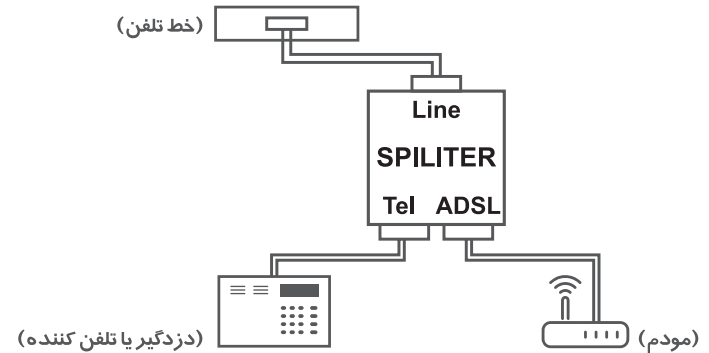 (خط تلفن)
Line
SPILITER
Tel ADSL
(دزدگیر یا تلفن کننده)
(مودم)